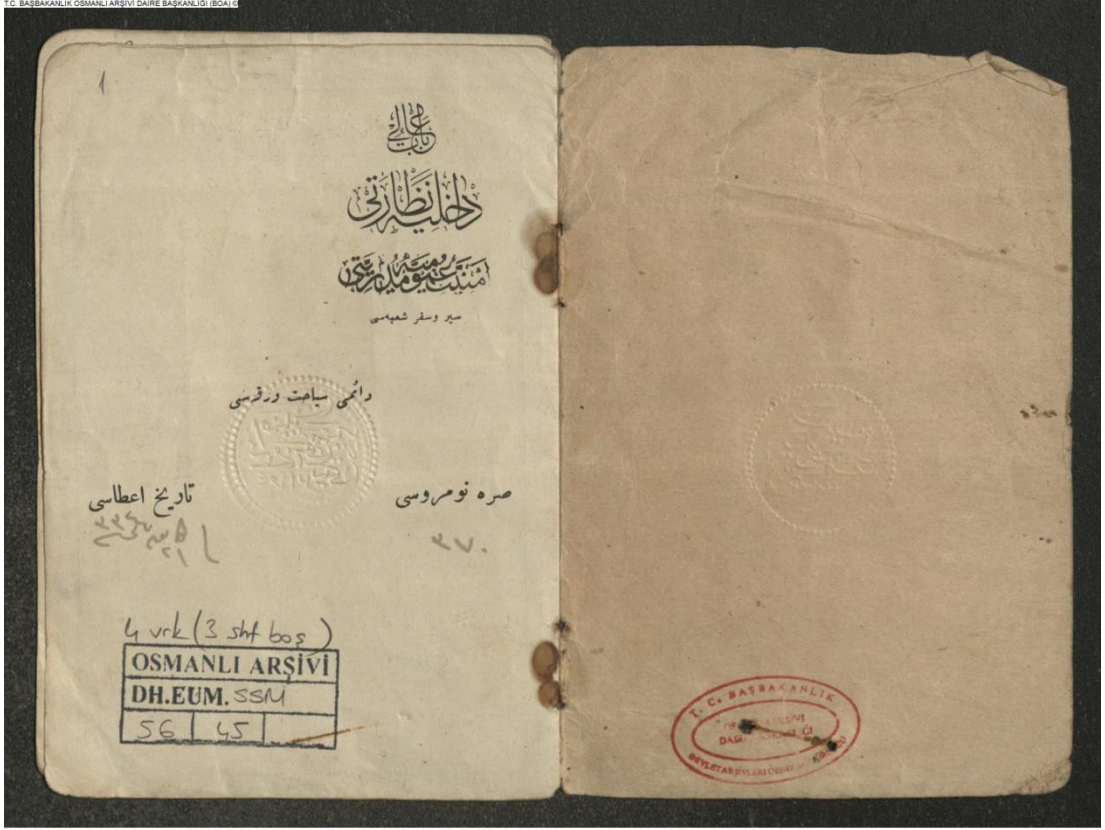 T.C. BAŞBAKANLIK OSMANLI ARŞİVİ DAİRE BAŞKANLIĞI (BOA) ©
1
باب عالی
داخلیه نظارتی
امنیت عمومیه مدیریتی
سیر وسفر شعبه‌سی
دائمی سیاحت ورقه‌سی
صره نومروسی
تاریخ اعطاسی
٣٧٠
4 vrk (3 shf boş)
OSMANLI ARŞİVİ
DH.EUM. SSM
56 45
T. C. BAŞBAKANLIK